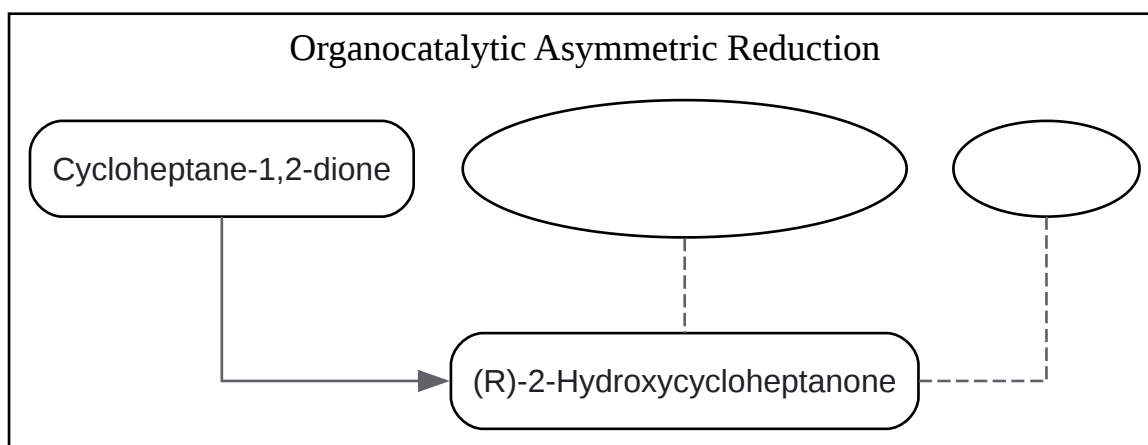 Organocatalytic Asymmetric Reduction
Cycloheptane-1,2-dione
(R)-2-Hydroxycycloheptanone